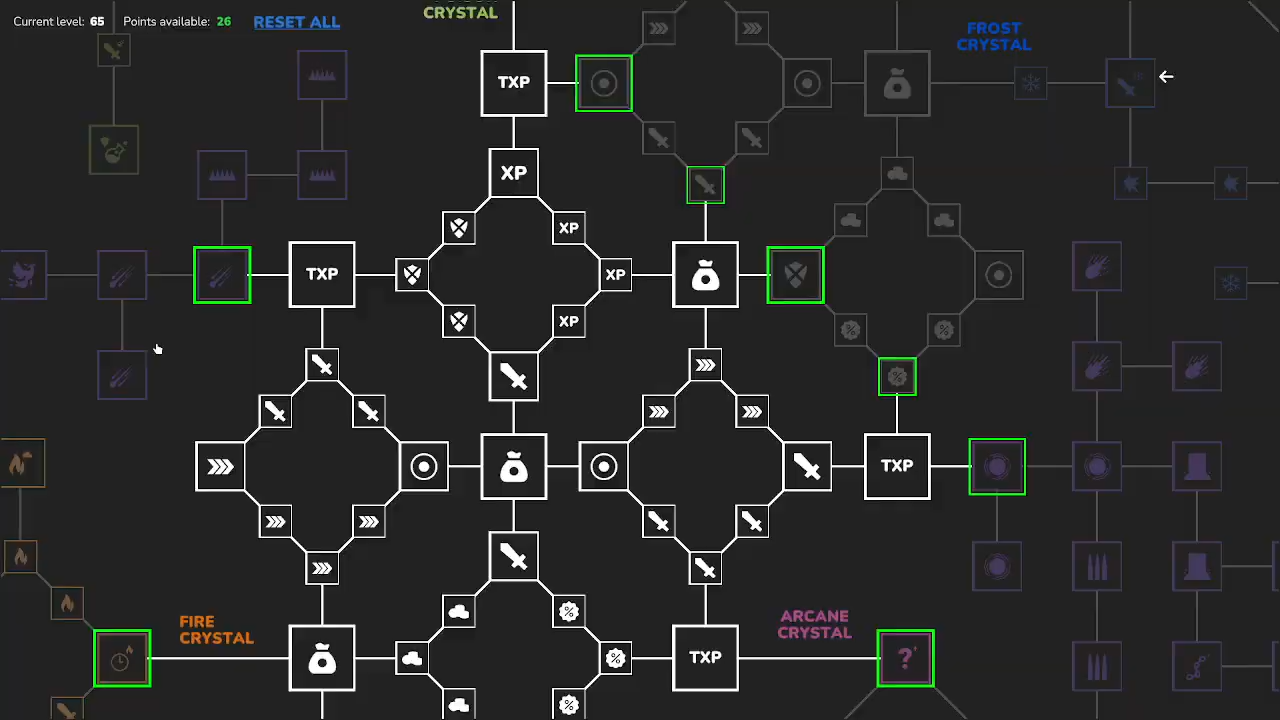 Current level: 65
Points available: 26
RESET ALL
CRYSTAL
FROST
CRYSTAL
TXP
XP
XP
TXP
XP
XP
TXP
FIRE
CRYSTAL
TXP
ARCANE
CRYSTAL
?